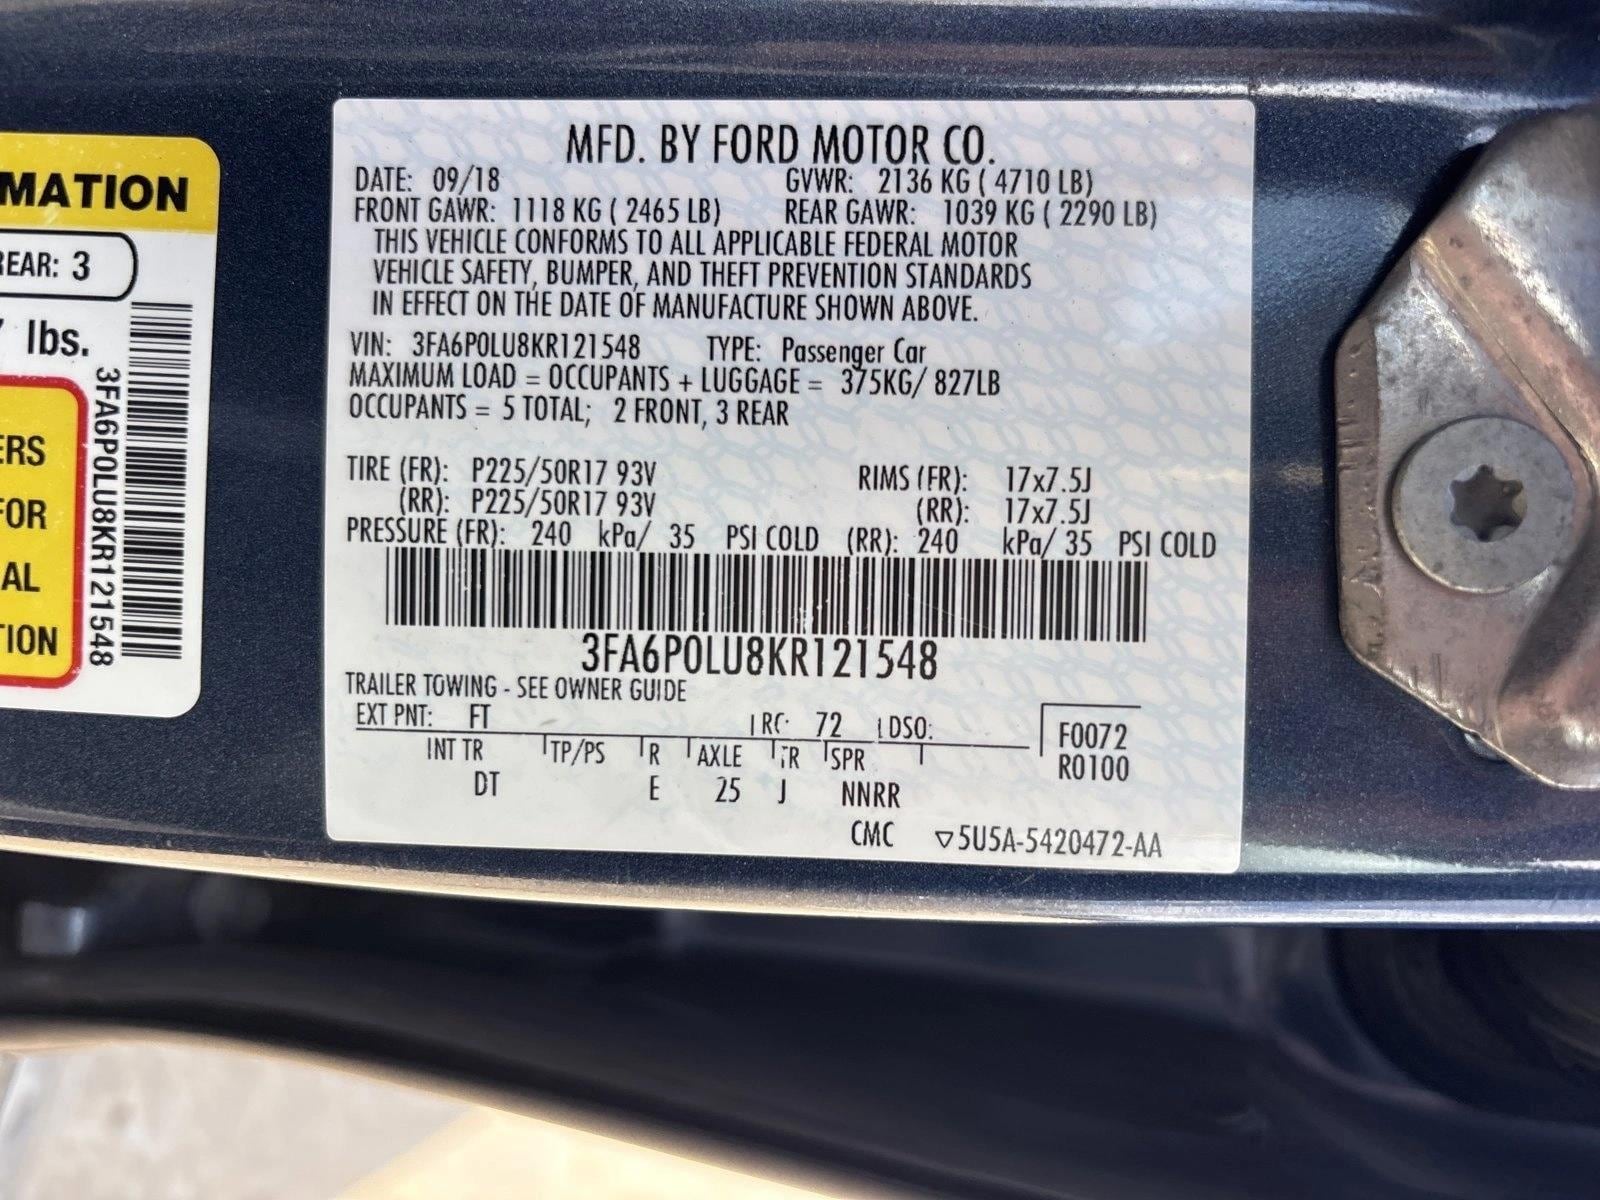 MATION
REAR: 3
lbs.
ERS
FOR
AL
TION
3FA6P0LU8KR121548
MFD. BY FORD MOTOR CO.
DATE: 09/18 GVWR: 2136 KG ( 4710 LB)
FRONT GAWR: 1118 KG ( 2465 LB) REAR GAWR: 1039 KG ( 2290 LB)
THIS VEHICLE CONFORMS TO ALL APPLICABLE FEDERAL MOTOR
VEHICLE SAFETY, BUMPER, AND THEFT PREVENTION STANDARDS
IN EFFECT ON THE DATE OF MANUFACTURE SHOWN ABOVE.
VIN: 3FA6P0LU8KR121548 TYPE: Passenger Car
MAXIMUM LOAD = OCCUPANTS + LUGGAGE = 375KG/ 827LB
OCCUPANTS = 5 TOTAL; 2 FRONT, 3 REAR
TIRE (FR): P225/50R17 93V RIMS (FR): 17x7.5J
(RR): P225/50R17 93V (RR): 17x7.5J
PRESSURE (FR): 240 kPa/ 35 PSI COLD (RR): 240 kPa/ 35 PSI COLD
3FA6P0LU8KR121548
TRAILER TOWING - SEE OWNER GUIDE
EXT PNT: FT RC: 72 DSO: F0072
INT TR TP/PS R AXLE TR SPR R0100
DT E 25 J NNRR
CMC ▽5U5A-5420472-AA